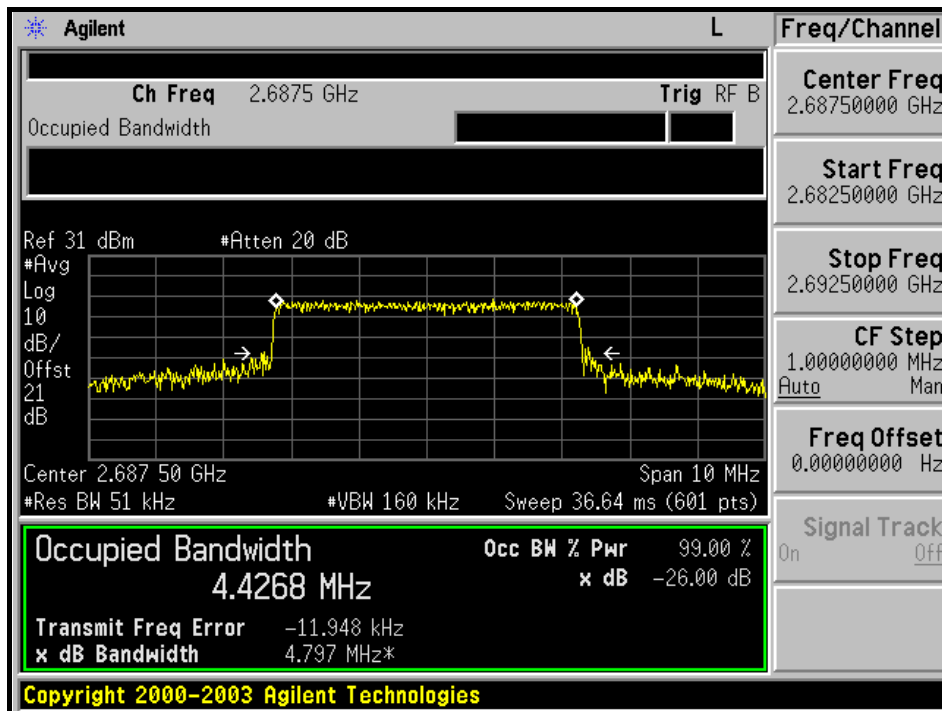 Agilent L Freq/Channel
Ch Freq 2.6875 GHz Trig RF B
Occupied Bandwidth
Ref 31 dBm #Atten 20 dB
#Avg
Log
10
dB/
Offst
21
dB
Center 2.687 50 GHz Span 10 MHz
#Res BW 51 kHz #VBW 160 kHz Sweep 36.64 ms (601 pts)
Occupied Bandwidth Occ BW % Pwr 99.00 %
4.4268 MHz x dB -26.00 dB
Transmit Freq Error -11.948 kHz
x dB Bandwidth 4.797 MHz*
Copyright 2000-2003 Agilent Technologies
Center Freq
2.68750000 GHz
Start Freq
2.68250000 GHz
Stop Freq
2.69250000 GHz
CF Step
1.00000000 MHz
Auto Man
Freq Offset
0.00000000 Hz
Signal Track
On Off